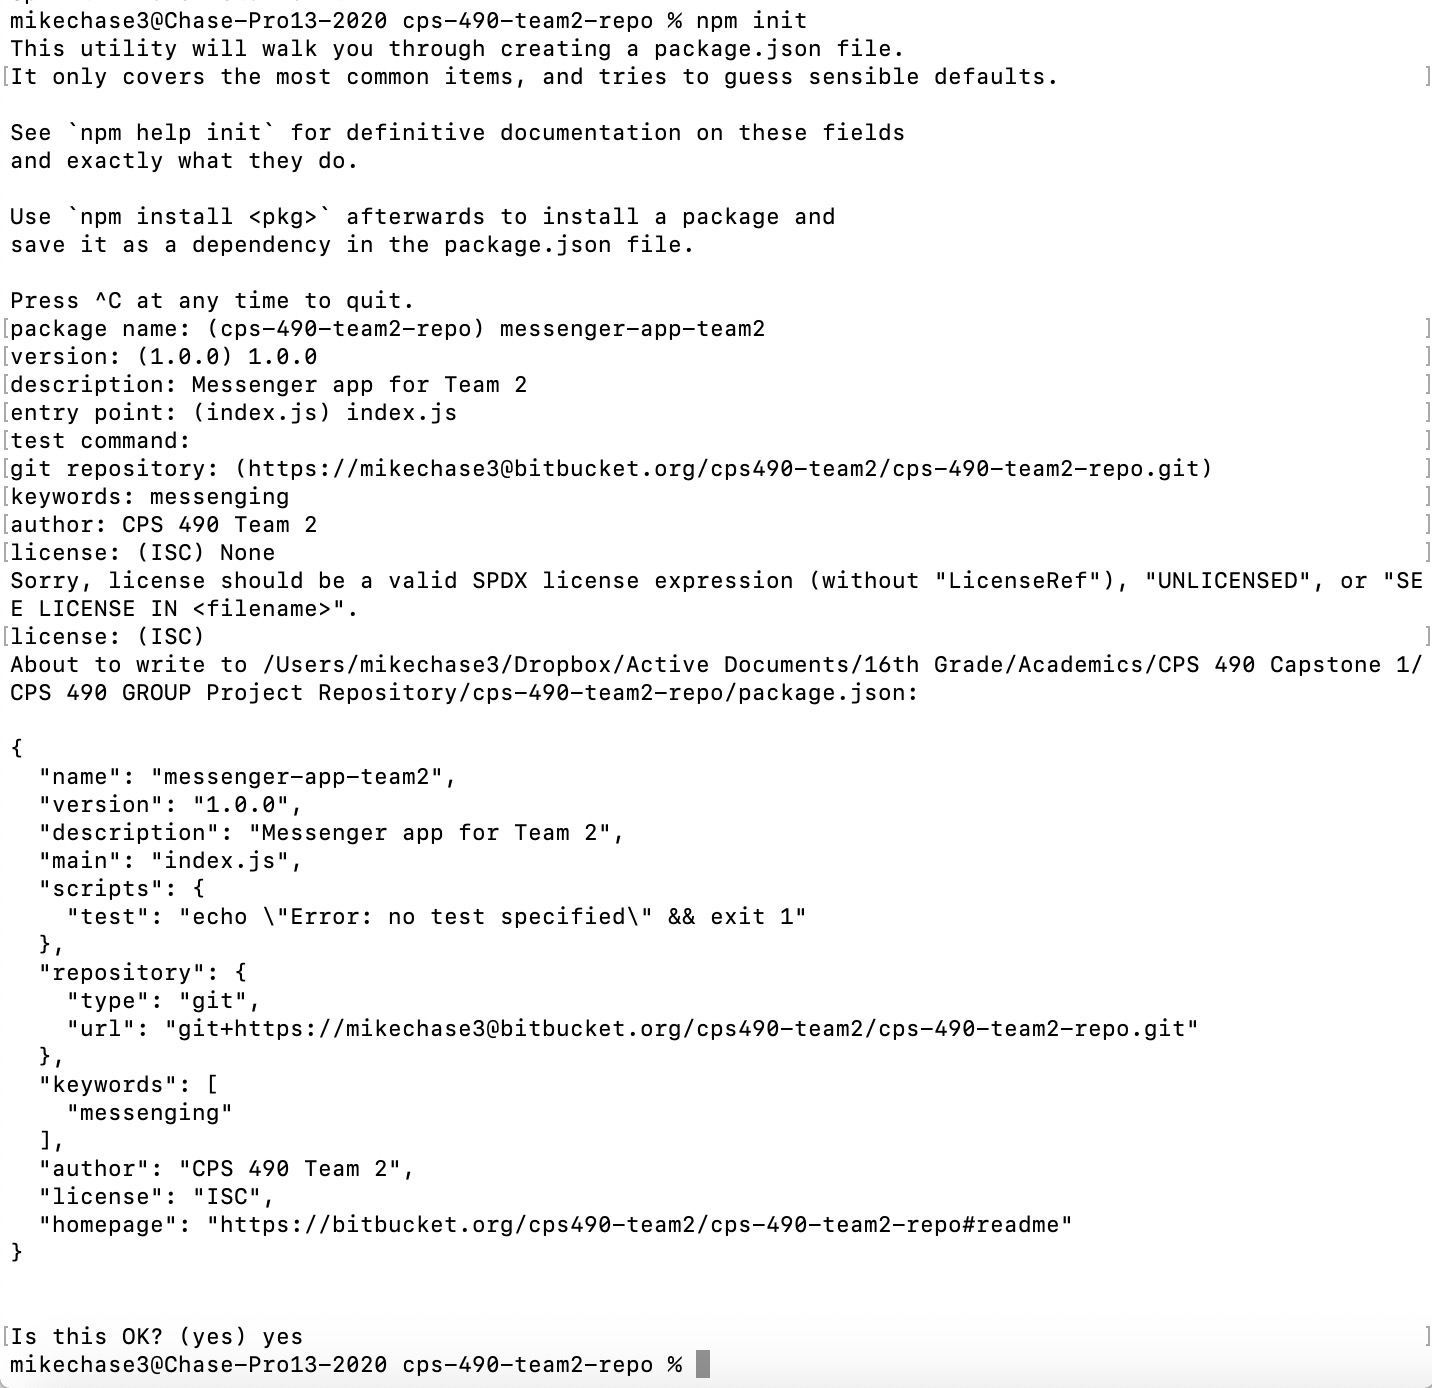 mikechase3@Chase-Pro13-2020 cps-490-team2-repo % npm init
This utility will walk you through creating a package.json file.
[It only covers the most common items, and tries to guess sensible defaults. ]
See `npm help init` for definitive documentation on these fields
and exactly what they do.
Use `npm install <pkg>` afterwards to install a package and
save it as a dependency in the package.json file.
Press ^C at any time to quit.
[package name: (cps-490-team2-repo) messenger-app-team2 ]
[version: (1.0.0) 1.0.0 ]
[description: Messenger app for Team 2 ]
[entry point: (index.js) index.js ]
[test command: ]
[git repository: (https://mikechase3@bitbucket.org/cps490-team2/cps-490-team2-repo.git) ]
[keywords: messenging ]
[author: CPS 490 Team 2 ]
[license: (ISC) None ]
Sorry, license should be a valid SPDX license expression (without "LicenseRef"), "UNLICENSED", or "SE
E LICENSE IN <filename>".
[license: (ISC) ]
About to write to /Users/mikechase3/Dropbox/Active Documents/16th Grade/Academics/CPS 490 Capstone 1/
CPS 490 GROUP Project Repository/cps-490-team2-repo/package.json:
{
  "name": "messenger-app-team2",
  "version": "1.0.0",
  "description": "Messenger app for Team 2",
  "main": "index.js",
  "scripts": {
    "test": "echo \"Error: no test specified\" && exit 1"
  },
  "repository": {
    "type": "git",
    "url": "git+https://mikechase3@bitbucket.org/cps490-team2/cps-490-team2-repo.git"
  },
  "keywords": [
    "messenging"
  ],
  "author": "CPS 490 Team 2",
  "license": "ISC",
  "homepage": "https://bitbucket.org/cps490-team2/cps-490-team2-repo#readme"
}
[Is this OK? (yes) yes ]
mikechase3@Chase-Pro13-2020 cps-490-team2-repo %